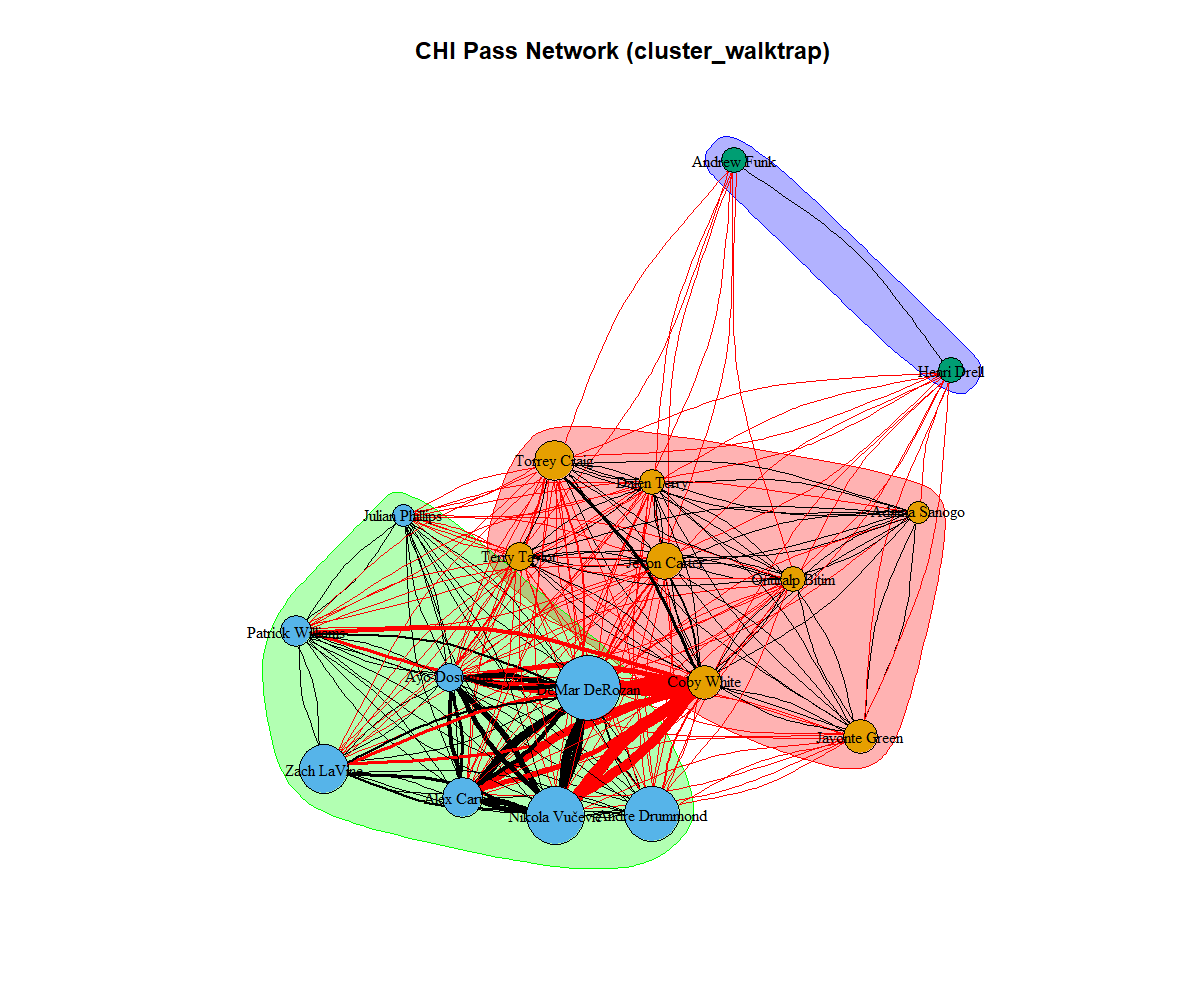 CHI Pass Network (cluster_walktrap)
Andrew Funk
Henri Drell
Torrey Craig
Dalen Terry
Adama Sanogo
Julian Phillips
Terry Taylor
Jevon Carter
Onuralp Bitim
Patrick Williams
Ayo Dosunmu
Coby White
DeMar DeRozan
Javonte Green
Zach LaVine
Alex Caruso
Nikola Vučević
Andre Drummond